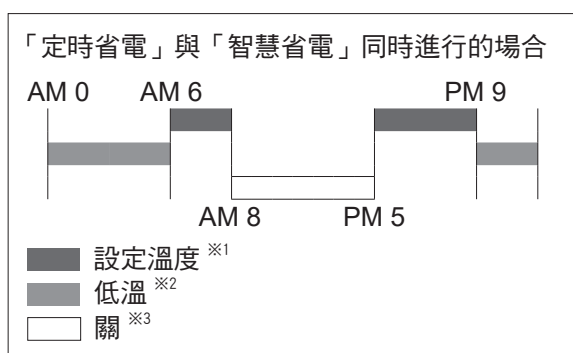 「定時省電」與「智慧省電」同時進行的場合
AM 0 AM 6 PM 9
AM 8 PM 5
設定溫度 ※1
低溫 ※2
關 ※3